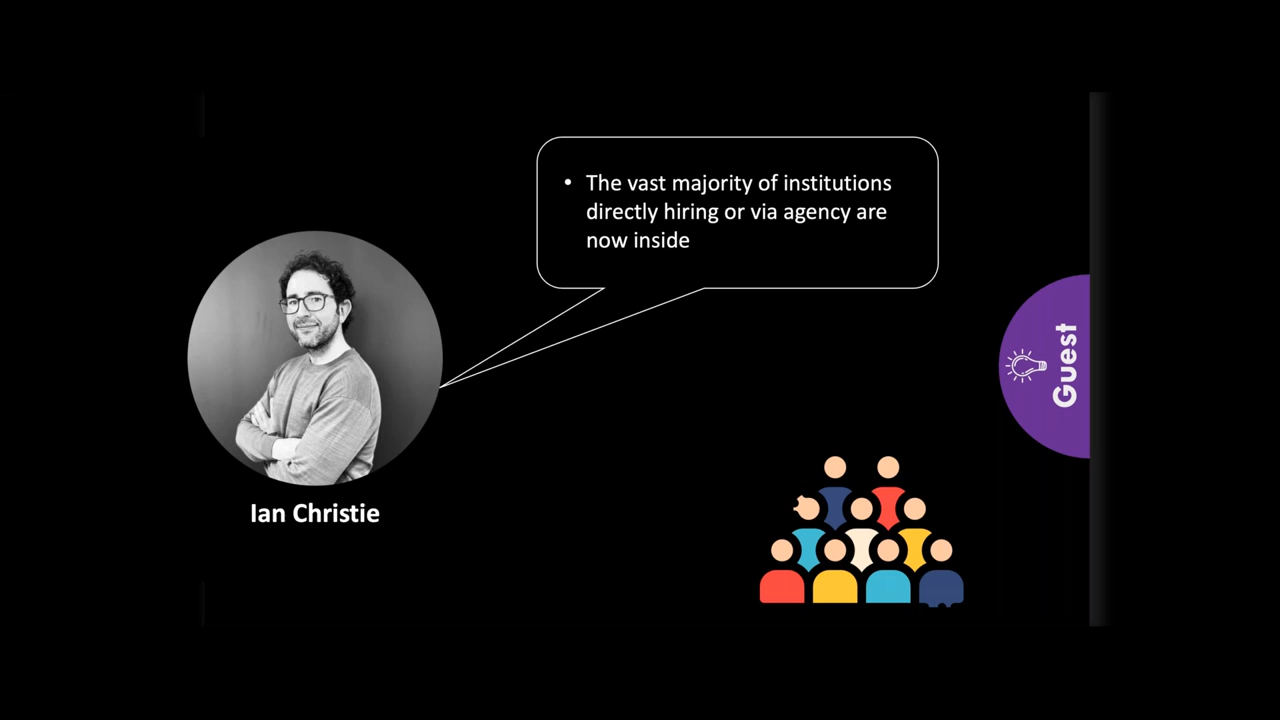 • The vast majority of institutions
directly hiring or via agency are
now inside
Guest
Ian Christie